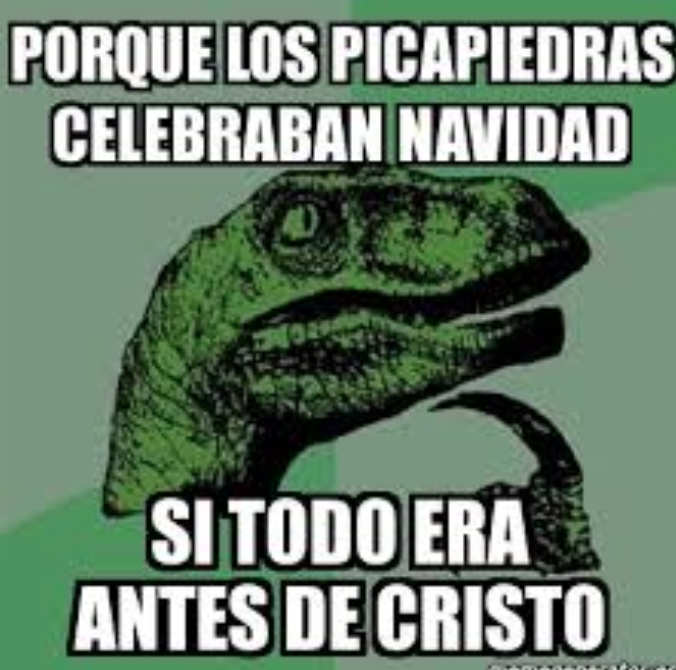 PORQUE LOS PICAPIEDRAS
CELEBRABAN NAVIDAD
SI TODO ERA
ANTES DE CRISTO